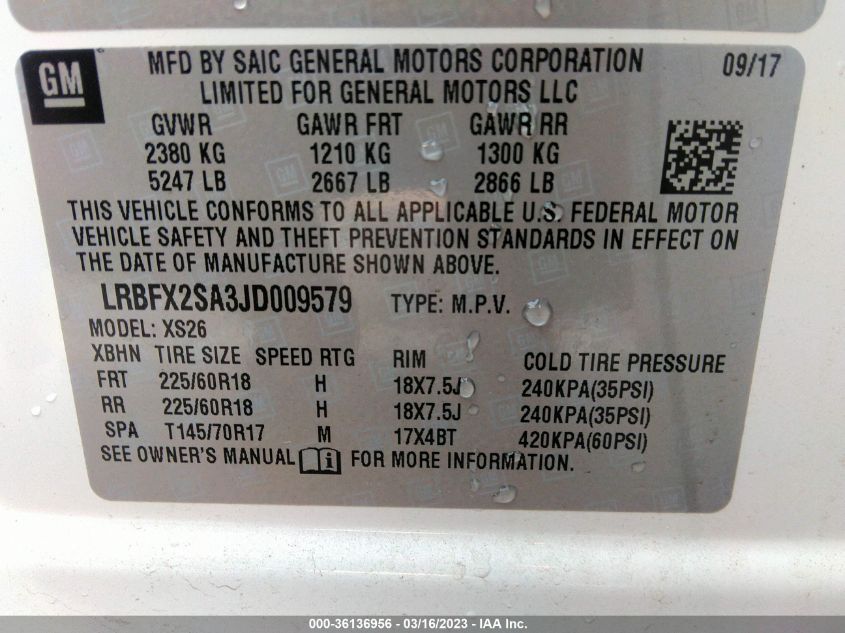 GM
MFD BY SAIC GENERAL MOTORS CORPORATION 09/17
LIMITED FOR GENERAL MOTORS LLC
GVWR GAWR FRT GAWR RR
2380 KG 1210 KG 1300 KG
5247 LB 2667 LB 2866 LB
THIS VEHICLE CONFORMS TO ALL APPLICABLE U.S. FEDERAL MOTOR
VEHICLE SAFETY AND THEFT PREVENTION STANDARDS IN EFFECT ON
THE DATE OF MANUFACTURE SHOWN ABOVE.
LRBFX2SA3JD009579 TYPE: M.P.V.
MODEL: XS26
XBHN TIRE SIZE SPEED RTG RIM COLD TIRE PRESSURE
FRT 225/60R18 H 18X7.5J 240KPA(35PSI)
RR 225/60R18 H 18X7.5J 240KPA(35PSI)
SPA T145/70R17 M 17X4BT 420KPA(60PSI)
SEE OWNER'S MANUAL i FOR MORE INFORMATION.
000-36136956 - 03/16/2023 - IAA Inc.